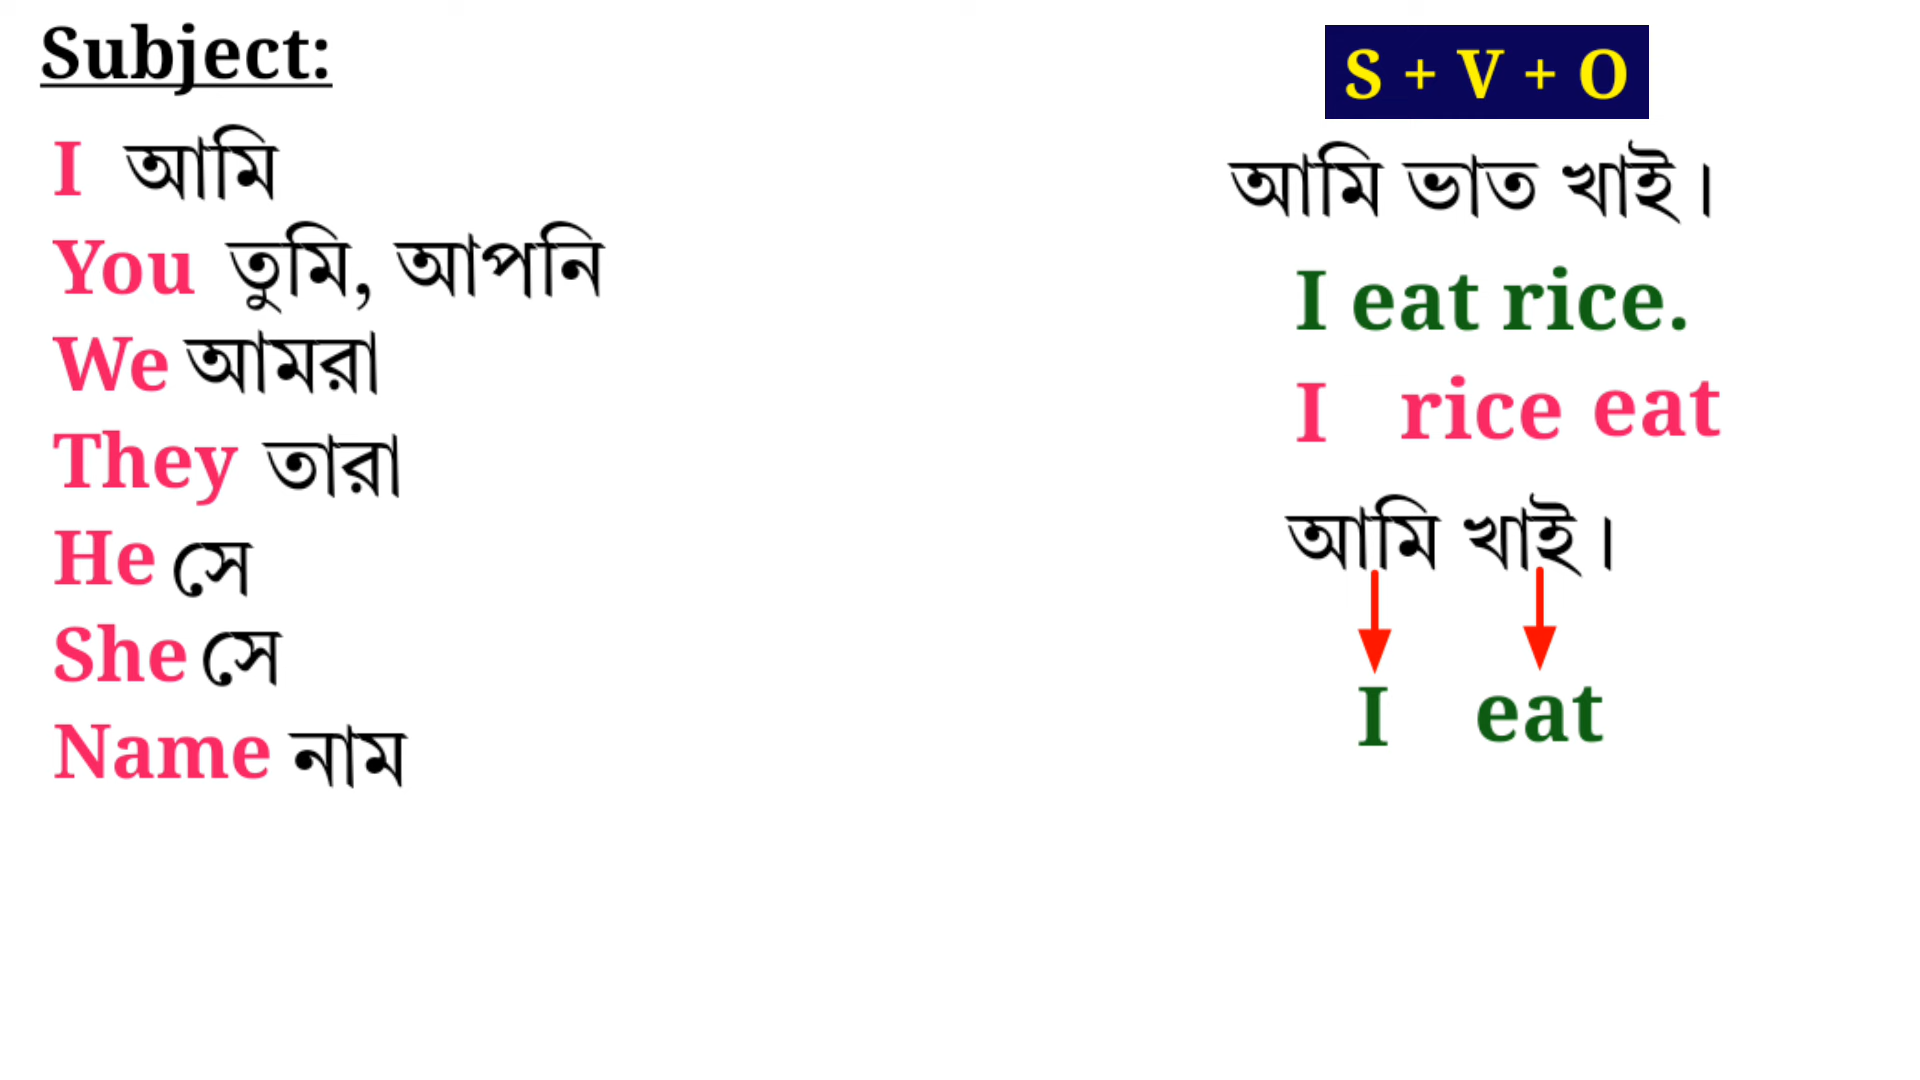 Subject:
I আমি
You তুমি, আপনি
We আমরা
They তারা
He সে
She সে
Name নাম
S + V + O
আমি ভাত খাই।
I eat rice.
I rice eat
আমি খাই।
I eat